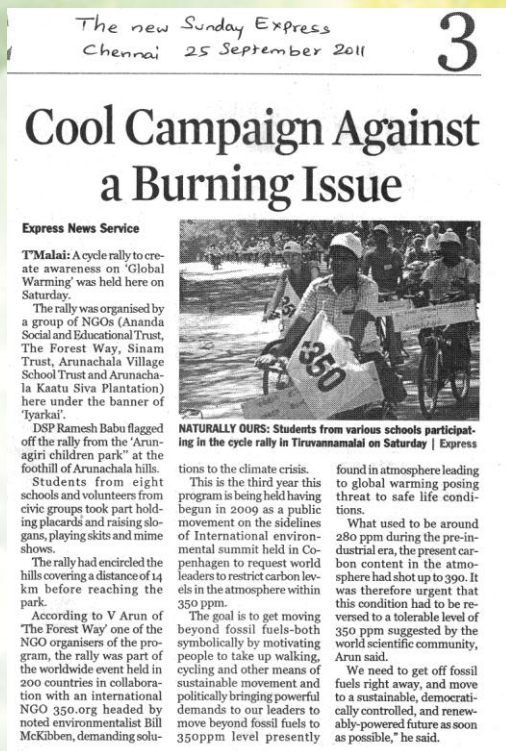 The new Sunday Express
Chennai 25 September 2011
3
Cool Campaign Against
a Burning Issue
Express News Service
T'Malai: A cycle rally to cre-
ate awareness on 'Global
Warming' was held here on
Saturday.
The rally was organised by
a group of NGOs (Ananda
Social and Educational Trust,
The Forest Way, Sinam
Trust, Arunachala Village
School Trust and Arunacha-
la Kaatu Siva Plantation)
here under the banner of
'Iyarkai'.
DSP Ramesh Babu flagged
off the rally from the 'Arun-
agiri children park" at the
foothill of Arunachala hills.
Students from eight
schools and volunteers from
civic groups took part hold-
ing placards and raising slo-
gans, playing skits and mime
shows.
The rally had encircled the
hills covering a distance of 14
km before reaching the
park.
According to V Arun of
'The Forest Way' one of the
NGO organisers of the pro-
gram, the rally was part of
the worldwide event held in
200 countries in collabora-
tion with an international
NGO 350.org headed by
noted environmentalist Bill
McKibben, demanding solu-
350
350
NATURALLY OURS: Students from various schools participat-
ing in the cycle rally in Tiruvannamalai on Saturday | Express
tions to the climate crisis.
This is the third year this
program is being held having
begun in 2009 as a public
movement on the sidelines
of International environ-
mental summit held in Co-
penhagen to request world
leaders to restrict carbon lev-
els in the atmosphere within
350 ppm.
The goal is to get moving
beyond fossil fuels-both
symbolically by motivating
people to take up walking,
cycling and other means of
sustainable movement and
politically bringing powerful
demands to our leaders to
move beyond fossil fuels to
350ppm level presently
found in atmosphere leading
to global warming posing
threat to safe life condi-
tions.
What used to be around
280 ppm during the pre-in-
dustrial era, the present car-
bon content in the atmo-
sphere had shot up to 390. It
was therefore urgent that
this condition had to be re-
versed to a tolerable level of
350 ppm suggested by the
world scientific community,
Arun said.
We need to get off fossil
fuels right away, and move
to a sustainable, democrati-
cally controlled, and renew-
ably-powered future as soon
as possible," he said.